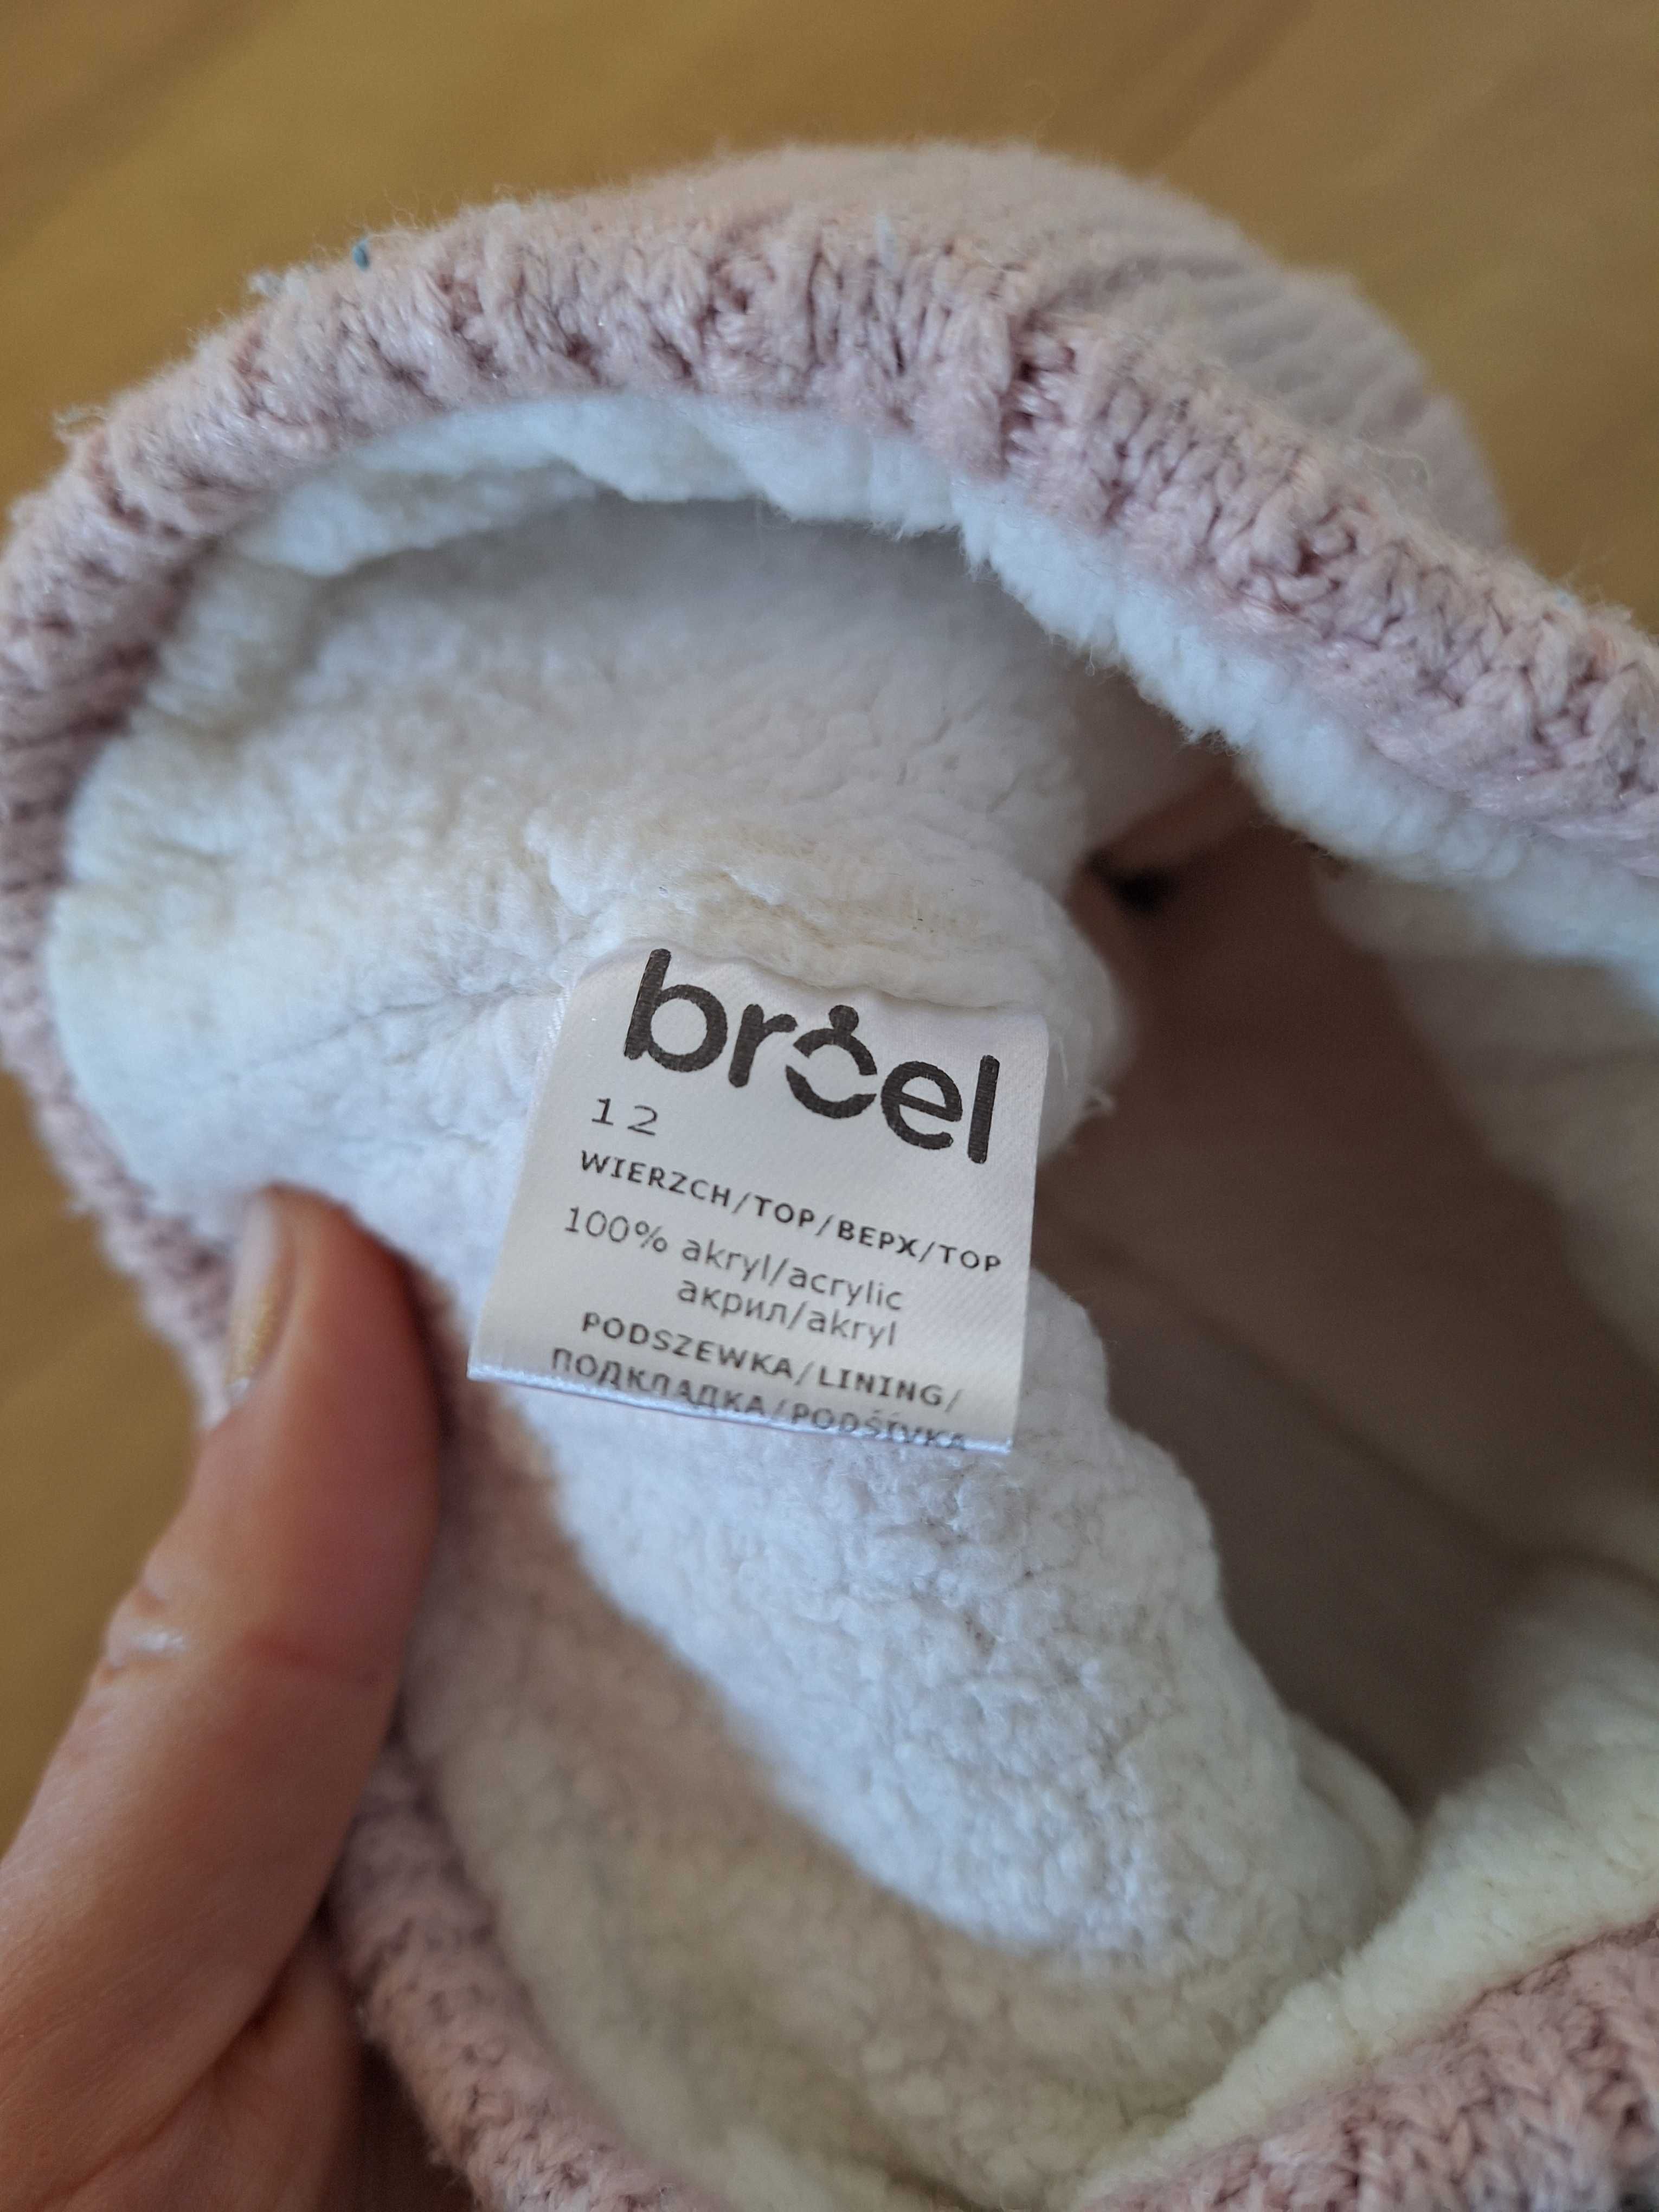 broel
12
WIERZCH/TOP/ВЕРХ/TOP
100% akryl/acrylic
акрил/akryl
PODSZEWKA/LINING/
ПОДКЛАДКА/PODŠÍVKA